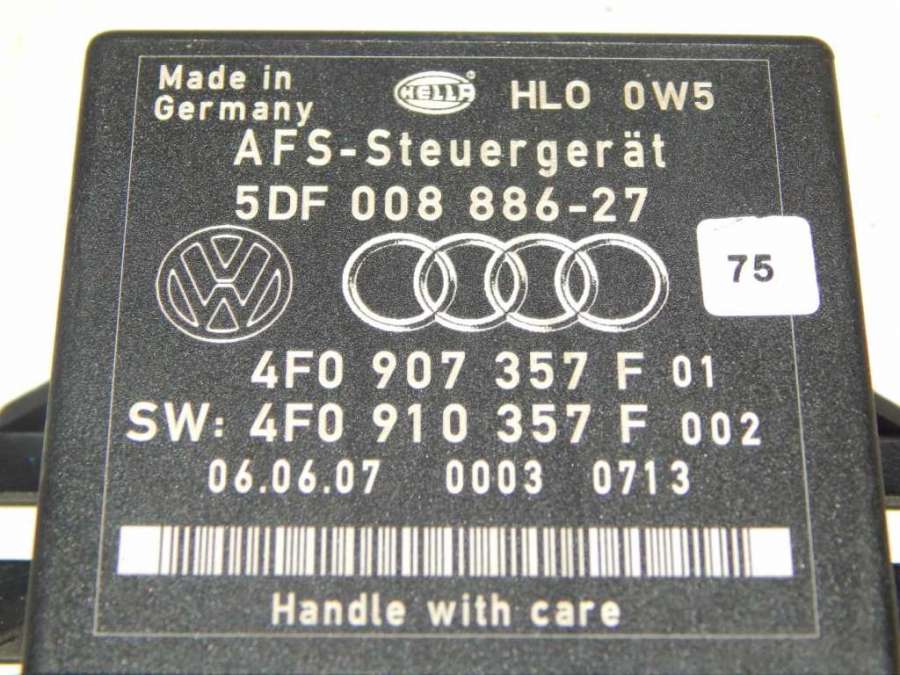 Made in
Germany
HELLA® HLO 0W5
AFS-Steuergerät
5DF 008 886-27
75
4F0 907 357 F 01
SW: 4F0 910 357 F 002
06.06.07 0003 0713
Handle with care